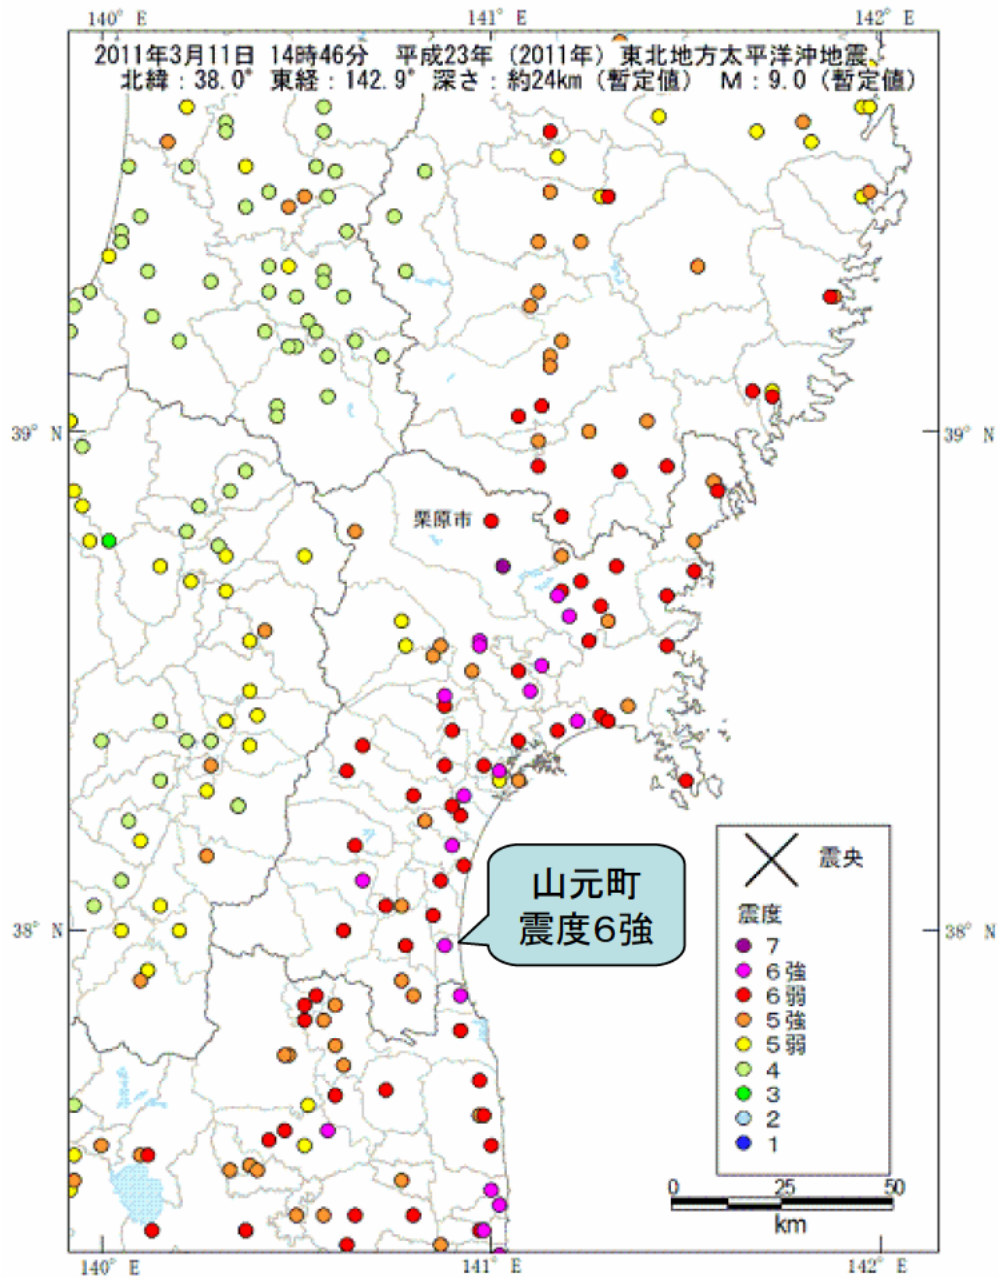 140° E 141° E 142° E
2011年3月11日 14時46分 平成23年（2011年）東北地方太平洋沖地震
北緯：38.0° 東経：142.9° 深さ：約24km（暫定値） M：9.0（暫定値）
39° N 39° N
栗原市
山元町
震度6強
震央
震度
38° N 38° N
7
6強
6弱
5強
5弱
4
3
2
1
0 25 50
km
140° E 141° E 142° E